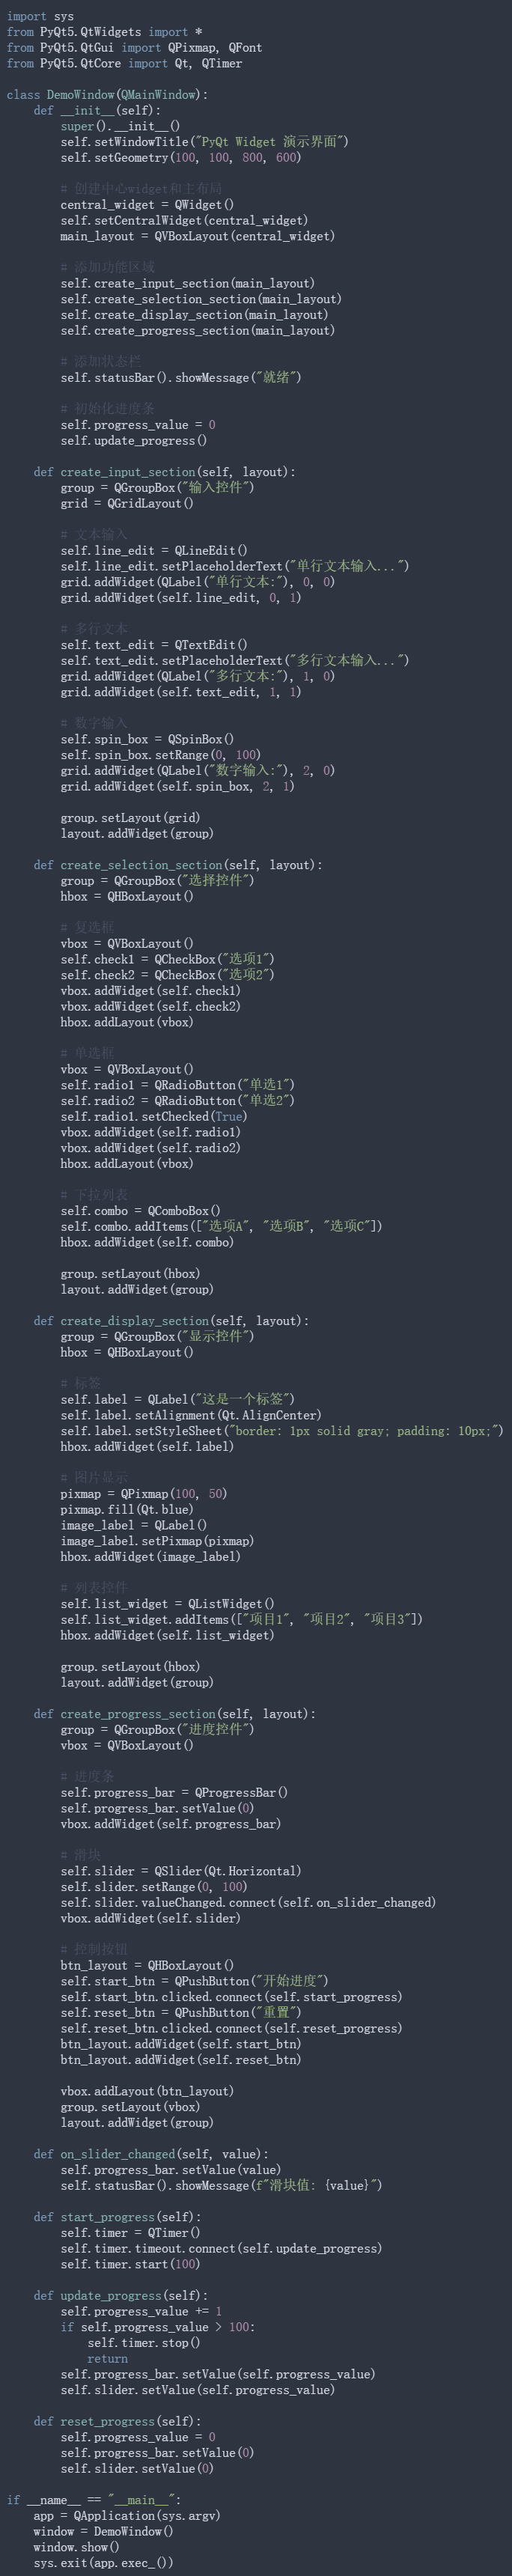 import sys
from PyQt5.QtWidgets import *
from PyQt5.QtGui import QPixmap, QFont
from PyQt5.QtCore import Qt, QTimer

class DemoWindow(QMainWindow):
    def __init__(self):
        super().__init__()
        self.setWindowTitle("PyQt Widget 演示界面")
        self.setGeometry(100, 100, 800, 600)

        # 创建中心widget和主布局
        central_widget = QWidget()
        self.setCentralWidget(central_widget)
        main_layout = QVBoxLayout(central_widget)

        # 添加功能区域
        self.create_input_section(main_layout)
        self.create_selection_section(main_layout)
        self.create_display_section(main_layout)
        self.create_progress_section(main_layout)

        # 添加状态栏
        self.statusBar().showMessage("就绪")

        # 初始化进度条
        self.progress_value = 0
        self.update_progress()

    def create_input_section(self, layout):
        group = QGroupBox("输入控件")
        grid = QGridLayout()

        # 文本输入
        self.line_edit = QLineEdit()
        self.line_edit.setPlaceholderText("单行文本输入...")
        grid.addWidget(QLabel("单行文本:"), 0, 0)
        grid.addWidget(self.line_edit, 0, 1)

        # 多行文本
        self.text_edit = QTextEdit()
        self.text_edit.setPlaceholderText("多行文本输入...")
        grid.addWidget(QLabel("多行文本:"), 1, 0)
        grid.addWidget(self.text_edit, 1, 1)

        # 数字输入
        self.spin_box = QSpinBox()
        self.spin_box.setRange(0, 100)
        grid.addWidget(QLabel("数字输入:"), 2, 0)
        grid.addWidget(self.spin_box, 2, 1)

        group.setLayout(grid)
        layout.addWidget(group)

    def create_selection_section(self, layout):
        group = QGroupBox("选择控件")
        hbox = QHBoxLayout()

        # 复选框
        vbox = QVBoxLayout()
        self.check1 = QCheckBox("选项1")
        self.check2 = QCheckBox("选项2")
        vbox.addWidget(self.check1)
        vbox.addWidget(self.check2)
        hbox.addLayout(vbox)

        # 单选框
        vbox = QVBoxLayout()
        self.radio1 = QRadioButton("单选1")
        self.radio2 = QRadioButton("单选2")
        self.radio1.setChecked(True)
        vbox.addWidget(self.radio1)
        vbox.addWidget(self.radio2)
        hbox.addLayout(vbox)

        # 下拉列表
        self.combo = QComboBox()
        self.combo.addItems(["选项A", "选项B", "选项C"])
        hbox.addWidget(self.combo)

        group.setLayout(hbox)
        layout.addWidget(group)

    def create_display_section(self, layout):
        group = QGroupBox("显示控件")
        hbox = QHBoxLayout()

        # 标签
        self.label = QLabel("这是一个标签")
        self.label.setAlignment(Qt.AlignCenter)
        self.label.setStyleSheet("border: 1px solid gray; padding: 10px;")
        hbox.addWidget(self.label)

        # 图片显示
        pixmap = QPixmap(100, 50)
        pixmap.fill(Qt.blue)
        image_label = QLabel()
        image_label.setPixmap(pixmap)
        hbox.addWidget(image_label)

        # 列表控件
        self.list_widget = QListWidget()
        self.list_widget.addItems(["项目1", "项目2", "项目3"])
        hbox.addWidget(self.list_widget)

        group.setLayout(hbox)
        layout.addWidget(group)

    def create_progress_section(self, layout):
        group = QGroupBox("进度控件")
        vbox = QVBoxLayout()

        # 进度条
        self.progress_bar = QProgressBar()
        self.progress_bar.setValue(0)
        vbox.addWidget(self.progress_bar)

        # 滑块
        self.slider = QSlider(Qt.Horizontal)
        self.slider.setRange(0, 100)
        self.slider.valueChanged.connect(self.on_slider_changed)
        vbox.addWidget(self.slider)

        # 控制按钮
        btn_layout = QHBoxLayout()
        self.start_btn = QPushButton("开始进度")
        self.start_btn.clicked.connect(self.start_progress)
        self.reset_btn = QPushButton("重置")
        self.reset_btn.clicked.connect(self.reset_progress)
        btn_layout.addWidget(self.start_btn)
        btn_layout.addWidget(self.reset_btn)

        vbox.addLayout(btn_layout)
        group.setLayout(vbox)
        layout.addWidget(group)

    def on_slider_changed(self, value):
        self.progress_bar.setValue(value)
        self.statusBar().showMessage(f"滑块值: {value}")

    def start_progress(self):
        self.timer = QTimer()
        self.timer.timeout.connect(self.update_progress)
        self.timer.start(100)

    def update_progress(self):
        self.progress_value += 1
        if self.progress_value > 100:
            self.timer.stop()
            return
        self.progress_bar.setValue(self.progress_value)
        self.slider.setValue(self.progress_value)

    def reset_progress(self):
        self.progress_value = 0
        self.progress_bar.setValue(0)
        self.slider.setValue(0)

if __name__ == "__main__":
    app = QApplication(sys.argv)
    window = DemoWindow()
    window.show()
    sys.exit(app.exec_())